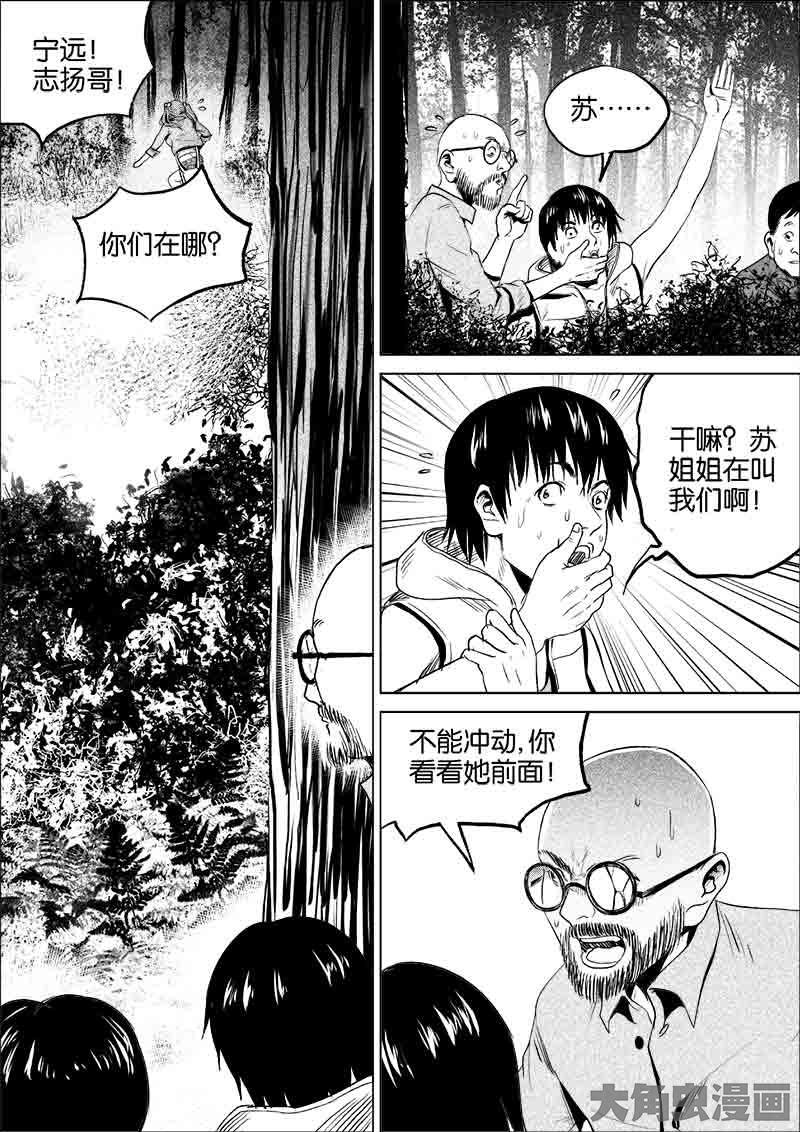 宁远！
志扬哥！
你们在哪？
苏……
干嘛？苏
姐姐在叫
我们啊！
不能冲动，你
看看她前面！
大角虫漫画